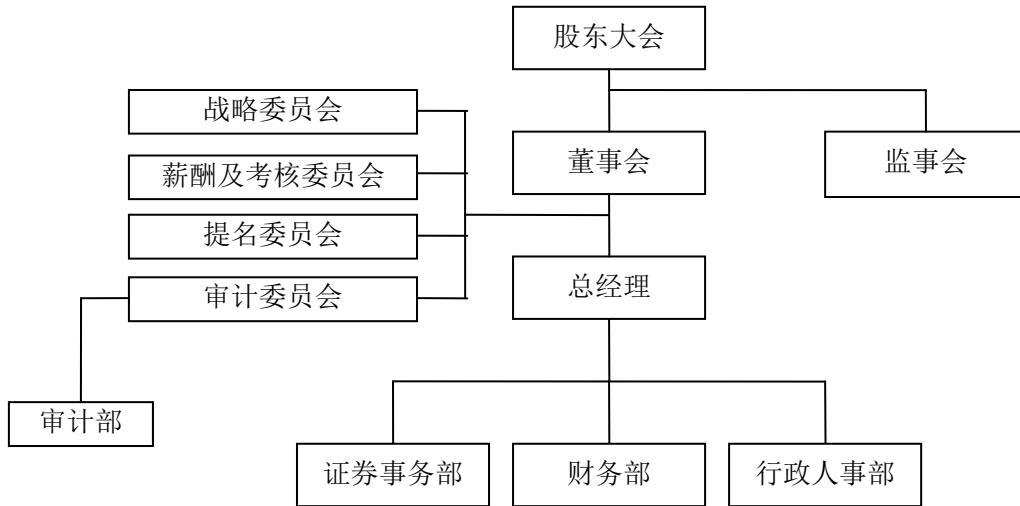 股东大会
战略委员会
董事会
监事会
薪酬及考核委员会
提名委员会
审计委员会
总经理
审计部
证券事务部
财务部
行政人事部